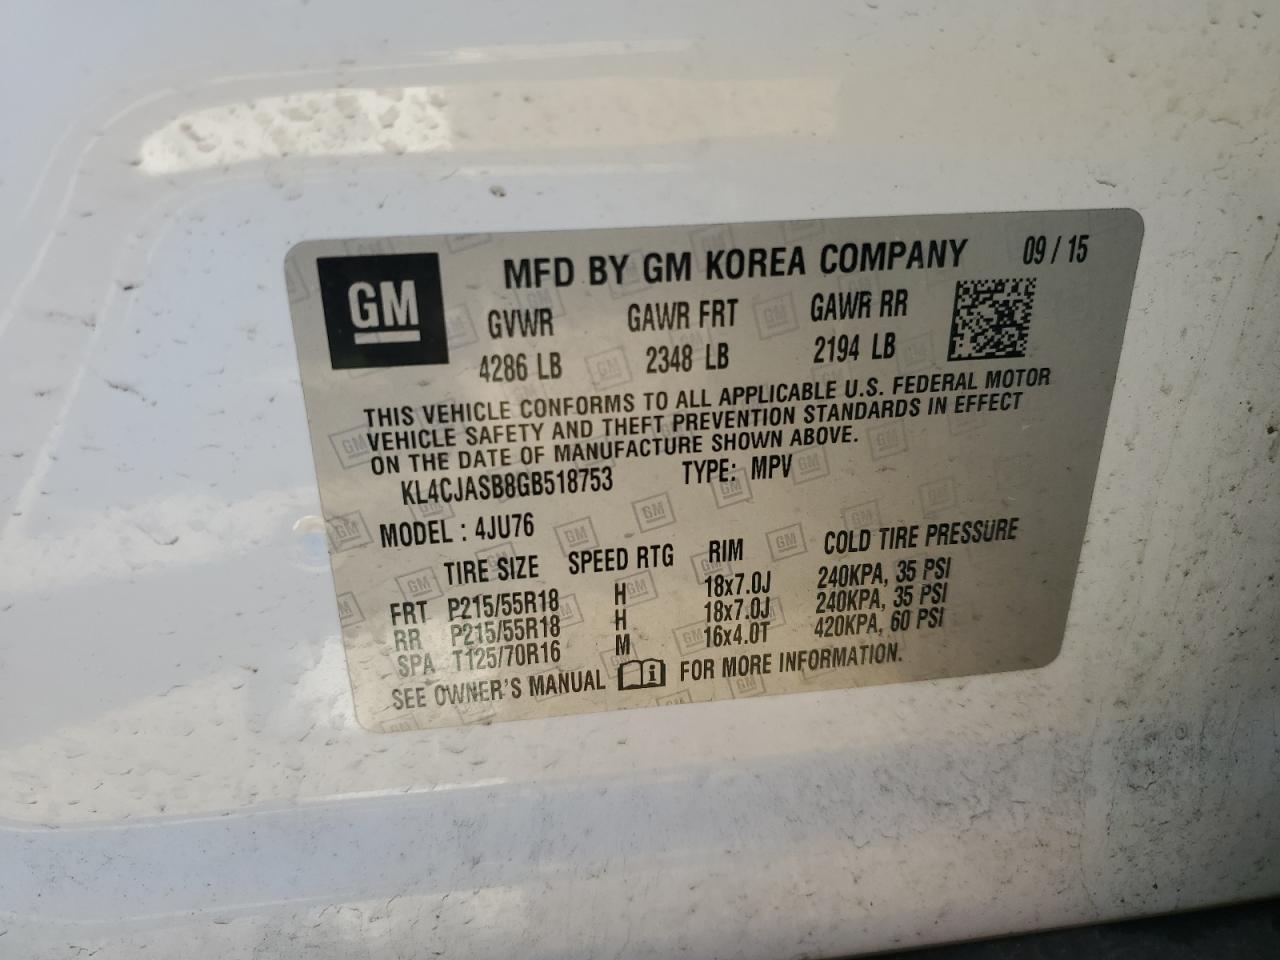 GM
MFD BY GM KOREA COMPANY 09 / 15
GVWR GAWR FRT GAWR RR
4286 LB 2348 LB 2194 LB
THIS VEHICLE CONFORMS TO ALL APPLICABLE U.S. FEDERAL MOTOR
VEHICLE SAFETY AND THEFT PREVENTION STANDARDS IN EFFECT
ON THE DATE OF MANUFACTURE SHOWN ABOVE.
KL4CJASB8GB518753 TYPE: MPV
MODEL : 4JU76
TIRE SIZE SPEED RTG RIM COLD TIRE PRESSURE
FRT P215/55R18 H 18x7.0J 240KPA, 35 PSI
RR P215/55R18 H 18x7.0J 240KPA, 35 PSI
SPA T125/70R16 M 16x4.0T 420KPA, 60 PSI
SEE OWNER'S MANUAL i FOR MORE INFORMATION.